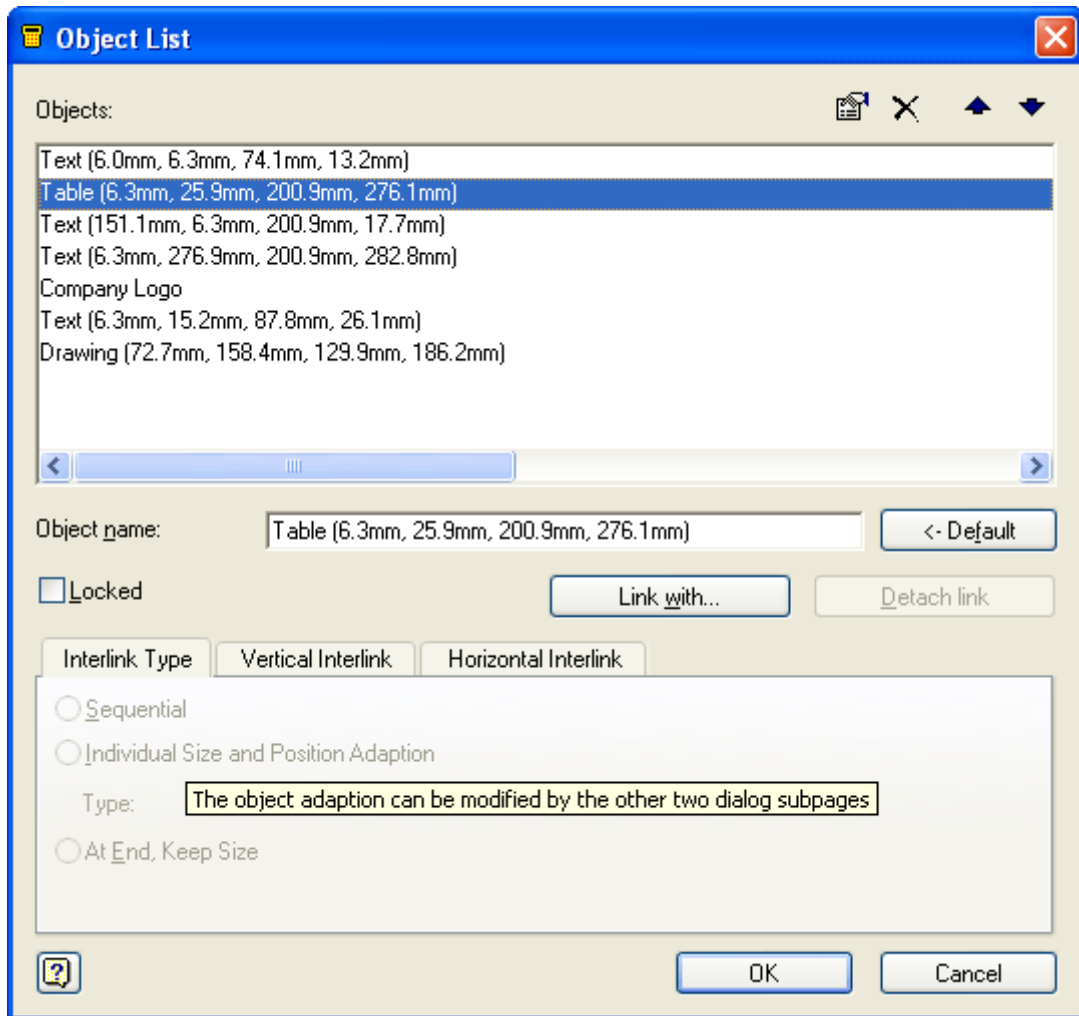 Object List
Objects:
Text (6.0mm, 6.3mm, 74.1mm, 13.2mm)
Table (6.3mm, 25.9mm, 200.9mm, 276.1mm)
Text (151.1mm, 6.3mm, 200.9mm, 17.7mm)
Text (6.3mm, 276.9mm, 200.9mm, 282.8mm)
Company Logo
Text (6.3mm, 15.2mm, 87.8mm, 26.1mm)
Drawing (72.7mm, 158.4mm, 129.9mm, 186.2mm)
Object name: Table (6.3mm, 25.9mm, 200.9mm, 276.1mm) <- Default
Locked Link with... Detach link
Interlink Type Vertical Interlink Horizontal Interlink
Sequential
Individual Size and Position Adaption
Type: The object adaption can be modified by the other two dialog subpages
At End, Keep Size
? OK Cancel